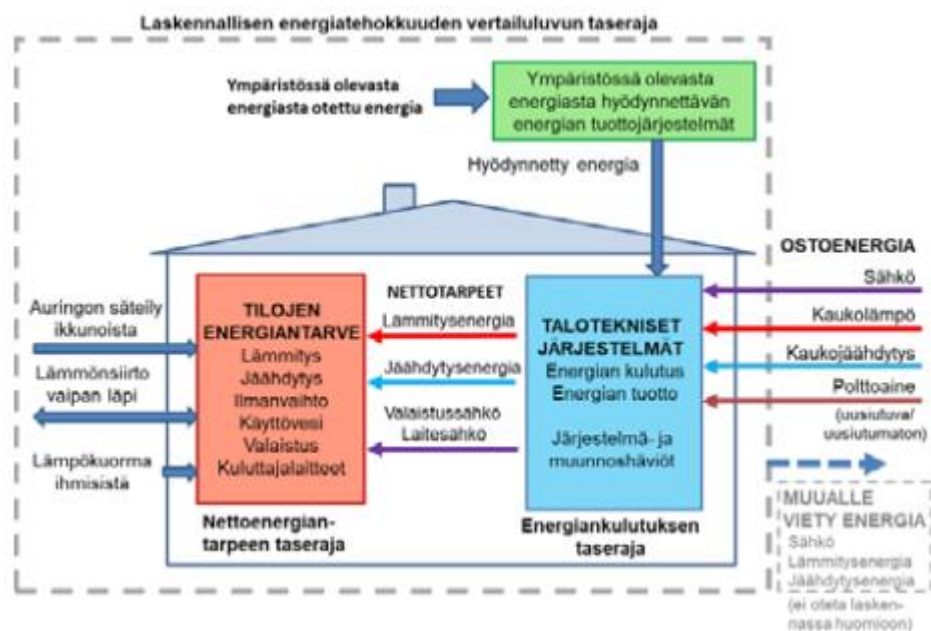 Laskennallisen energiatehokkuuden vertailuluvun taseraja
Ympäristössä olevasta
energiasta otettu energia
Ympäristössä olevasta
energiasta hyödynnettävän
energian tuottojärjestelmät
Hyödynnetty energia
OSTOENERGIA
Sähkö
Kaukolämpö
Kaukojäähdytys
Polttoaine
(uusiutuva/
uusiutumaton)
Auringon säteily
ikkunoista
Lämmönsiirto
vaipan läpi
Lämpökuorma
ihmisistä
TILOJEN
ENERGIANTARVE
Lämmitys
Jäähdytys
Ilmanvaihto
Käyttövesi
Valaistus
Kuluttajalaitteet
Nettoenergian-
tarpeen taseraja
NETTOTARPEET
Lämmitysenergia
Jäähdytysenergia
Valaistussähkö
Laitesähkö
TALOTEKNISET
JÄRJESTELMÄT
Energian kulutus
Energian tuotto
Järjestelmä- ja
muunnoshäviöt
Energiankulutuksen
taseraja
MUUALLE
VIETY ENERGIA
Sähkö
Lämmitysenergia
Jäähdytysenergia
(ei oteta lasken-
nassa huomioon)